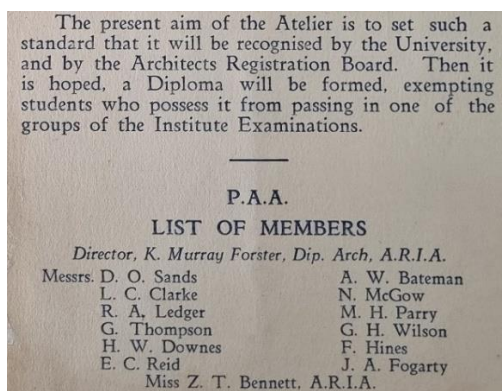 The present aim of the Atelier is to set such a
standard that it will be recognised by the University,
and by the Architects Registration Board. Then it
is hoped, a Diploma will be formed, exempting
students who possess it from passing in one of the
groups of the Institute Examinations.
P.A.A.
LIST OF MEMBERS
Director, K. Murray Forster, Dip. Arch, A.R.I.A.
Messrs. D. O. Sands A. W. Bateman
L. C. Clarke N. McGow
R. A. Ledger M. H. Parry
G. Thompson G. H. Wilson
H. W. Downes F. Hines
E. C. Reid J. A. Fogarty
Miss Z. T. Bennett, A.R.I.A.